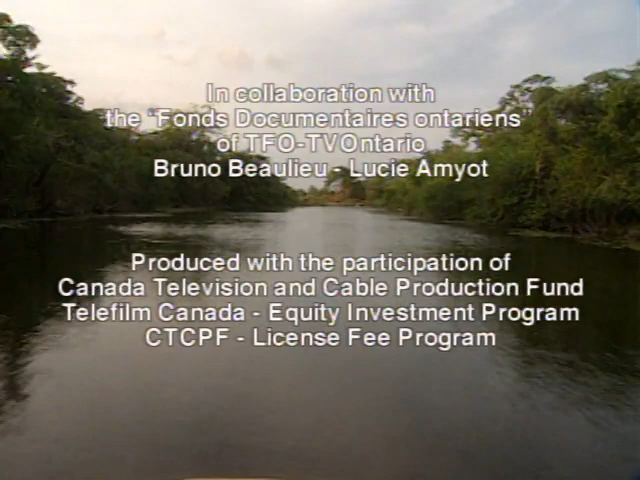 In collaboration with
the "Fonds Documentaires ontariens"
of TFO-TVOntario
Bruno Beaulieu - Lucie Amyot
Produced with the participation of
Canada Television and Cable Production Fund
Telefilm Canada - Equity Investment Program
CTCPF - License Fee Program